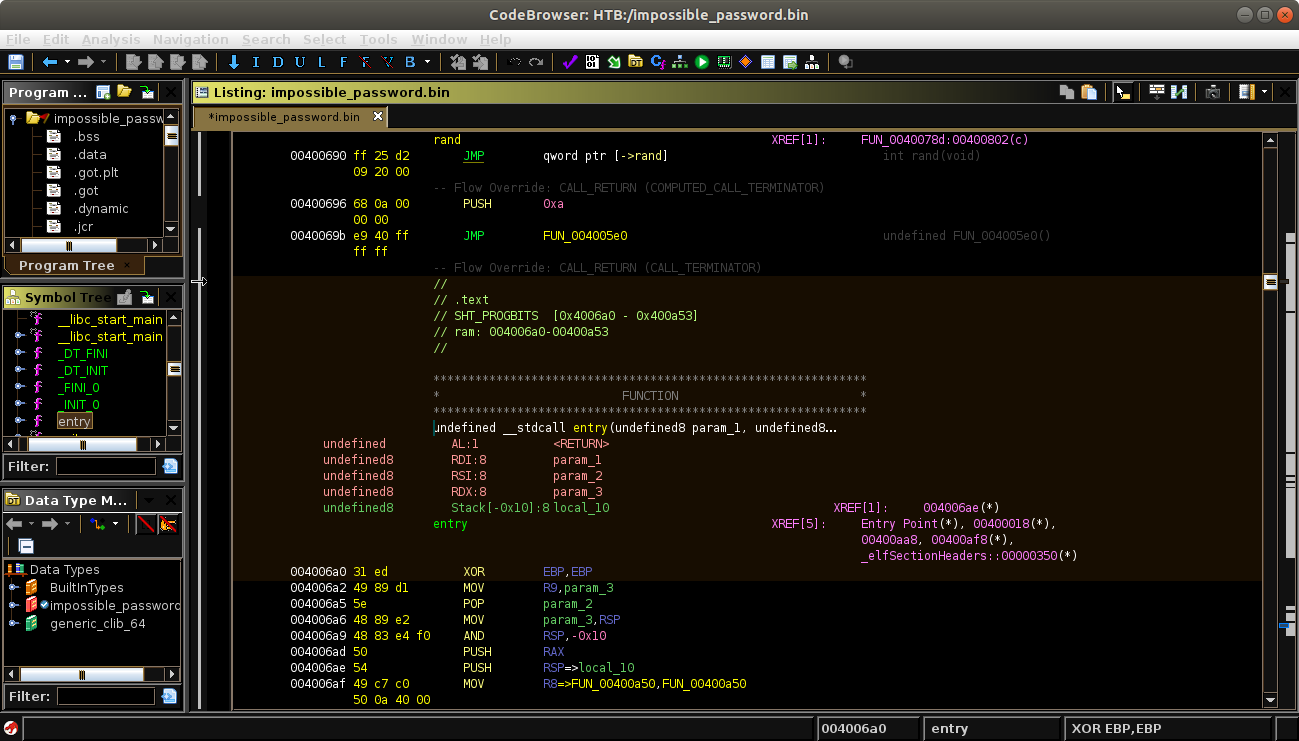 CodeBrowser: HTB:/impossible_password.bin
File Edit Analysis Navigation Search Select Tools Window Help
I D U L F F V B
Program ...
impossible_passw
.bss
.data
.got.plt
.got
.dynamic
.jcr
Program Tree ×
Symbol Tree
__libc_start_main
__libc_start_main
_DT_FINI
_DT_INIT
_FINI_0
_INIT_0
entry
Filter:
Data Type M...
Data Types
BuiltInTypes
impossible_password
generic_clib_64
Filter:
Listing: impossible_password.bin
*impossible_password.bin
rand XREF[1]: FUN_0040078d:00400802(c)
00400690 ff 25 d2 JMP qword ptr [->rand] int rand(void)
09 20 00
-- Flow Override: CALL_RETURN (COMPUTED_CALL_TERMINATOR)
00400696 68 0a 00 PUSH 0xa
00 00
0040069b e9 40 ff JMP FUN_004005e0 undefined FUN_004005e0()
ff ff
-- Flow Override: CALL_RETURN (CALL_TERMINATOR)
//
// .text
// SHT_PROGBITS [0x4006a0 - 0x400a53]
// ram: 004006a0-00400a53
//
**************************************************************
* FUNCTION *
**************************************************************
undefined __stdcall entry(undefined8 param_1, undefined8...
undefined AL:1 <RETURN>
undefined8 RDI:8 param_1
undefined8 RSI:8 param_2
undefined8 RDX:8 param_3
undefined8 Stack[-0x10]:8 local_10 XREF[1]: 004006ae(*)
entry XREF[5]: Entry Point(*), 00400018(*),
00400aa8, 00400af8(*),
_elfSectionHeaders::00000350(*)
004006a0 31 ed XOR EBP,EBP
004006a2 49 89 d1 MOV R9,param_3
004006a5 5e POP param_2
004006a6 48 89 e2 MOV param_3,RSP
004006a9 48 83 e4 f0 AND RSP,-0x10
004006ad 50 PUSH RAX
004006ae 54 PUSH RSP=>local_10
004006af 49 c7 c0 MOV R8=>FUN_00400a50,FUN_00400a50
50 0a 40 00
004006a0 entry XOR EBP,EBP